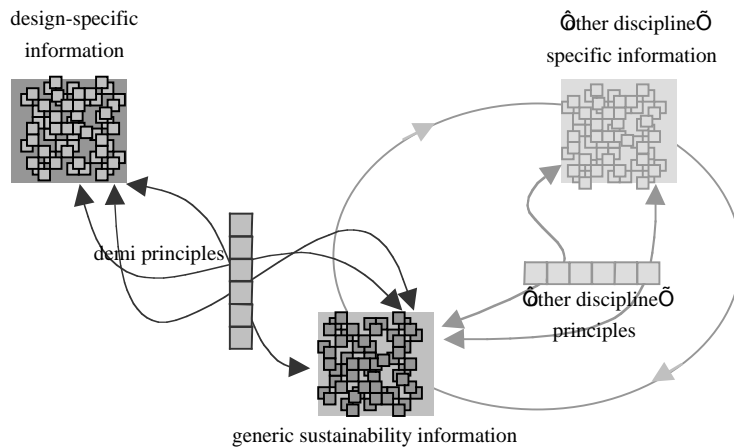 design-specific
information
Ôother disciplineÕ
specific information
demi principles
Ôother disciplineÕ
principles
generic sustainability information